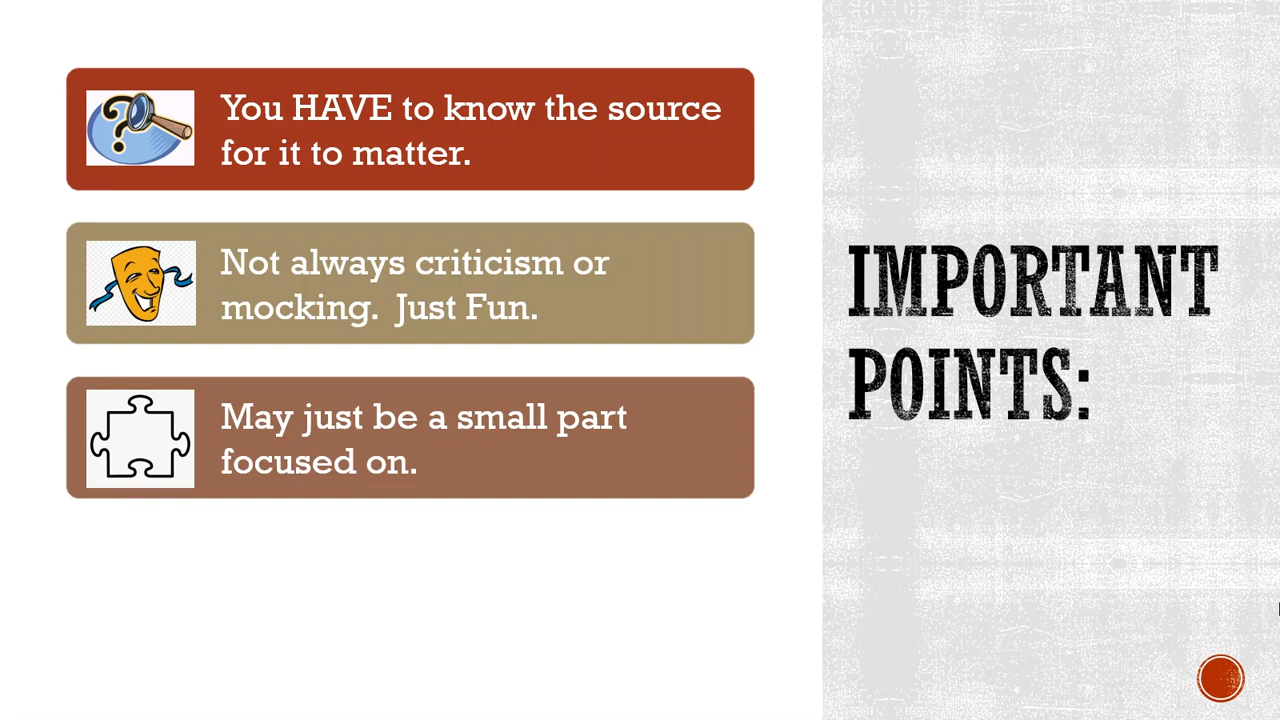 You HAVE to know the source
for it to matter.
Not always criticism or
mocking.  Just Fun.
May just be a small part
focused on.
IMPORTANT
POINTS: